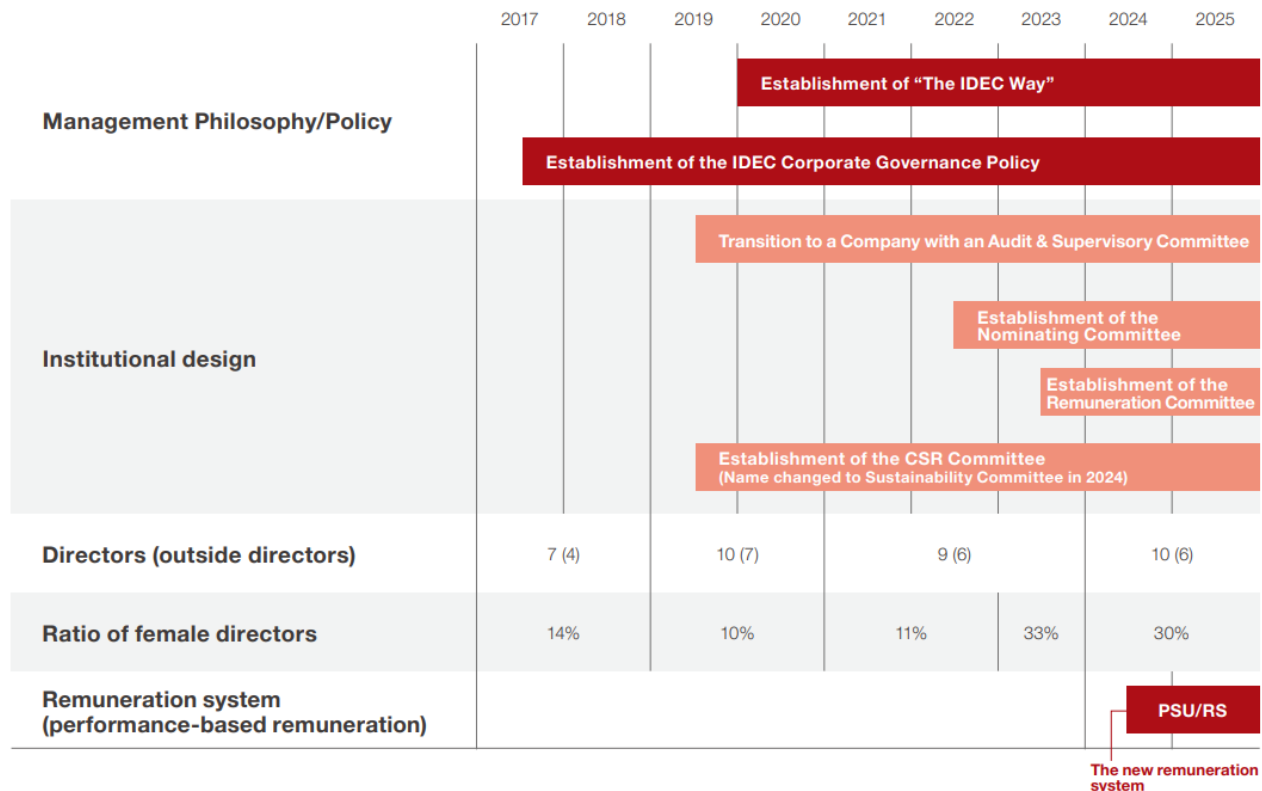 2017 2018 2019 2020 2021 2022 2023 2024 2025
Management Philosophy/Policy
Establishment of “The IDEC Way”
Establishment of the IDEC Corporate Governance Policy
Institutional design
Transition to a Company with an Audit & Supervisory Committee
Establishment of the
Nominating Committee
Establishment of the
Remuneration Committee
Establishment of the CSR Committee
(Name changed to Sustainability Committee in 2024)
Directors (outside directors) 7 (4) 10 (7) 9 (6) 10 (6)
Ratio of female directors 14% 10% 11% 33% 30%
Remuneration system
(performance-based remuneration)
PSU/RS
The new remuneration
system